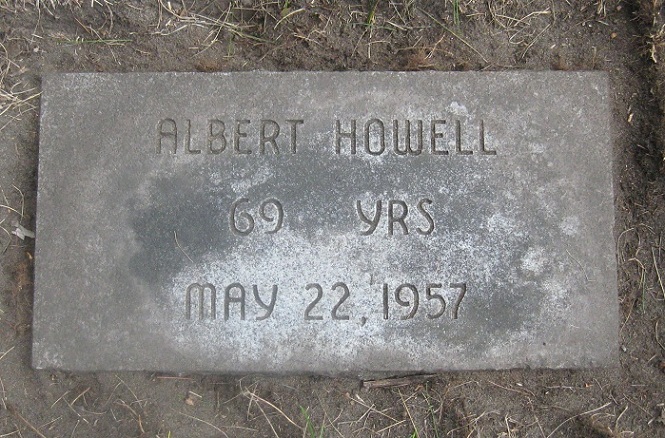 ALBERT HOWELL
69 YRS
MAY 22, 1957